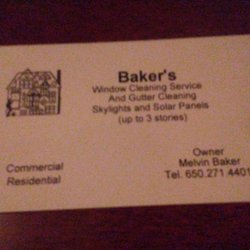 Baker's
Window Cleaning Service
And Gutter Cleaning
Skylights and Solar Panels
(up to 3 stories)
Commercial
Residential
Owner
Melvin Baker
Tel. 650.271.4401